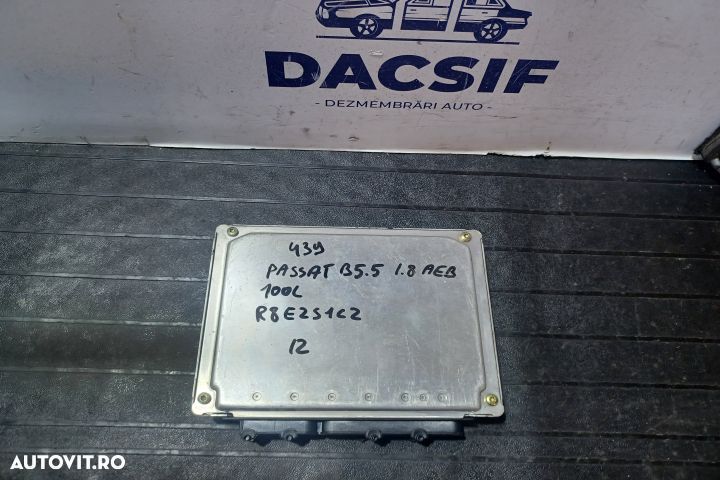 DACSIF
- DEZMEMBRĂRI AUTO -
439
PASSAT B5.5 1.8 AEB
100L
R8E2S1C2
12
AUTOVIT.RO